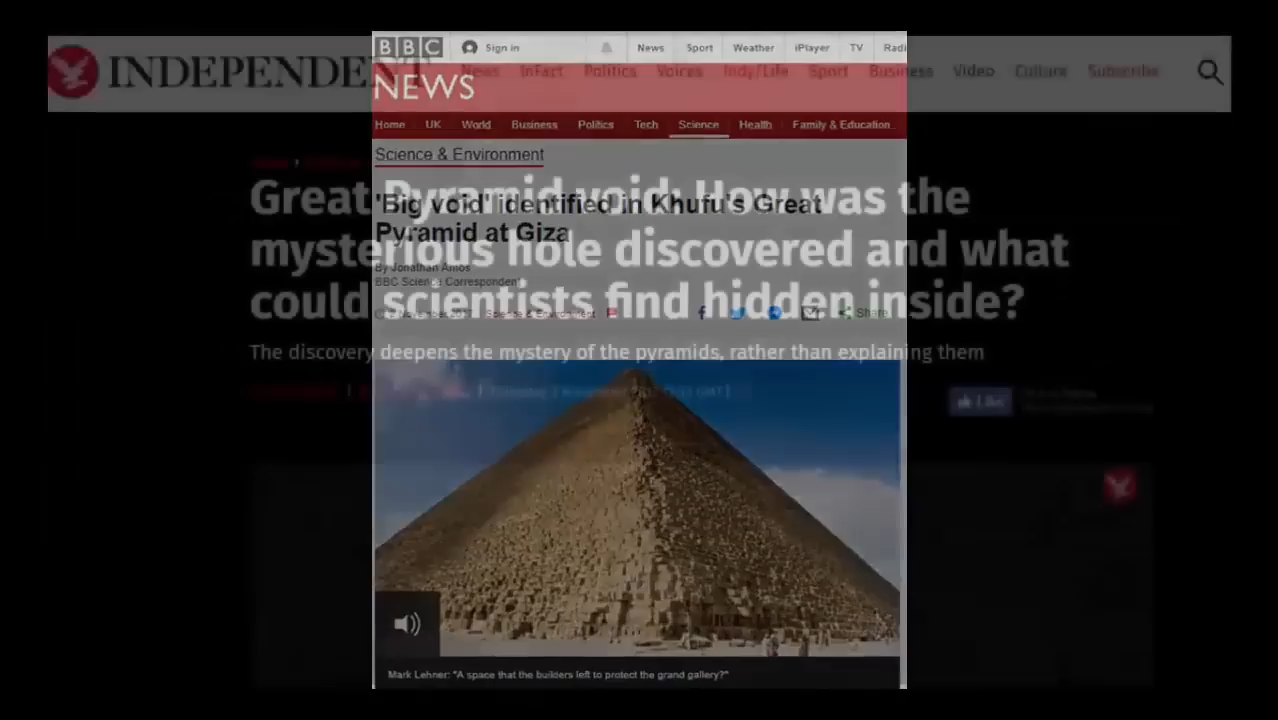 INDEPENDENT
News InFact Politics Voices Indy/Life Sport Business Video Culture Subscribe
Great Pyramid void: How was the
mysterious hole discovered and what
could scientists find hidden inside?
The discovery deepens the mystery of the pyramids, rather than explaining them
Like
BBC Sign in News Sport Weather iPlayer TV Radi
NEWS
Home UK World Business Politics Tech Science Health Family & Education
Science & Environment
'Big void' identified in Khufu's Great
Pyramid at Giza
By Jonathan Amos
BBC Science Correspondent
Science & Environment
Share
Mark Lehner: "A space that the builders left to protect the grand gallery?"